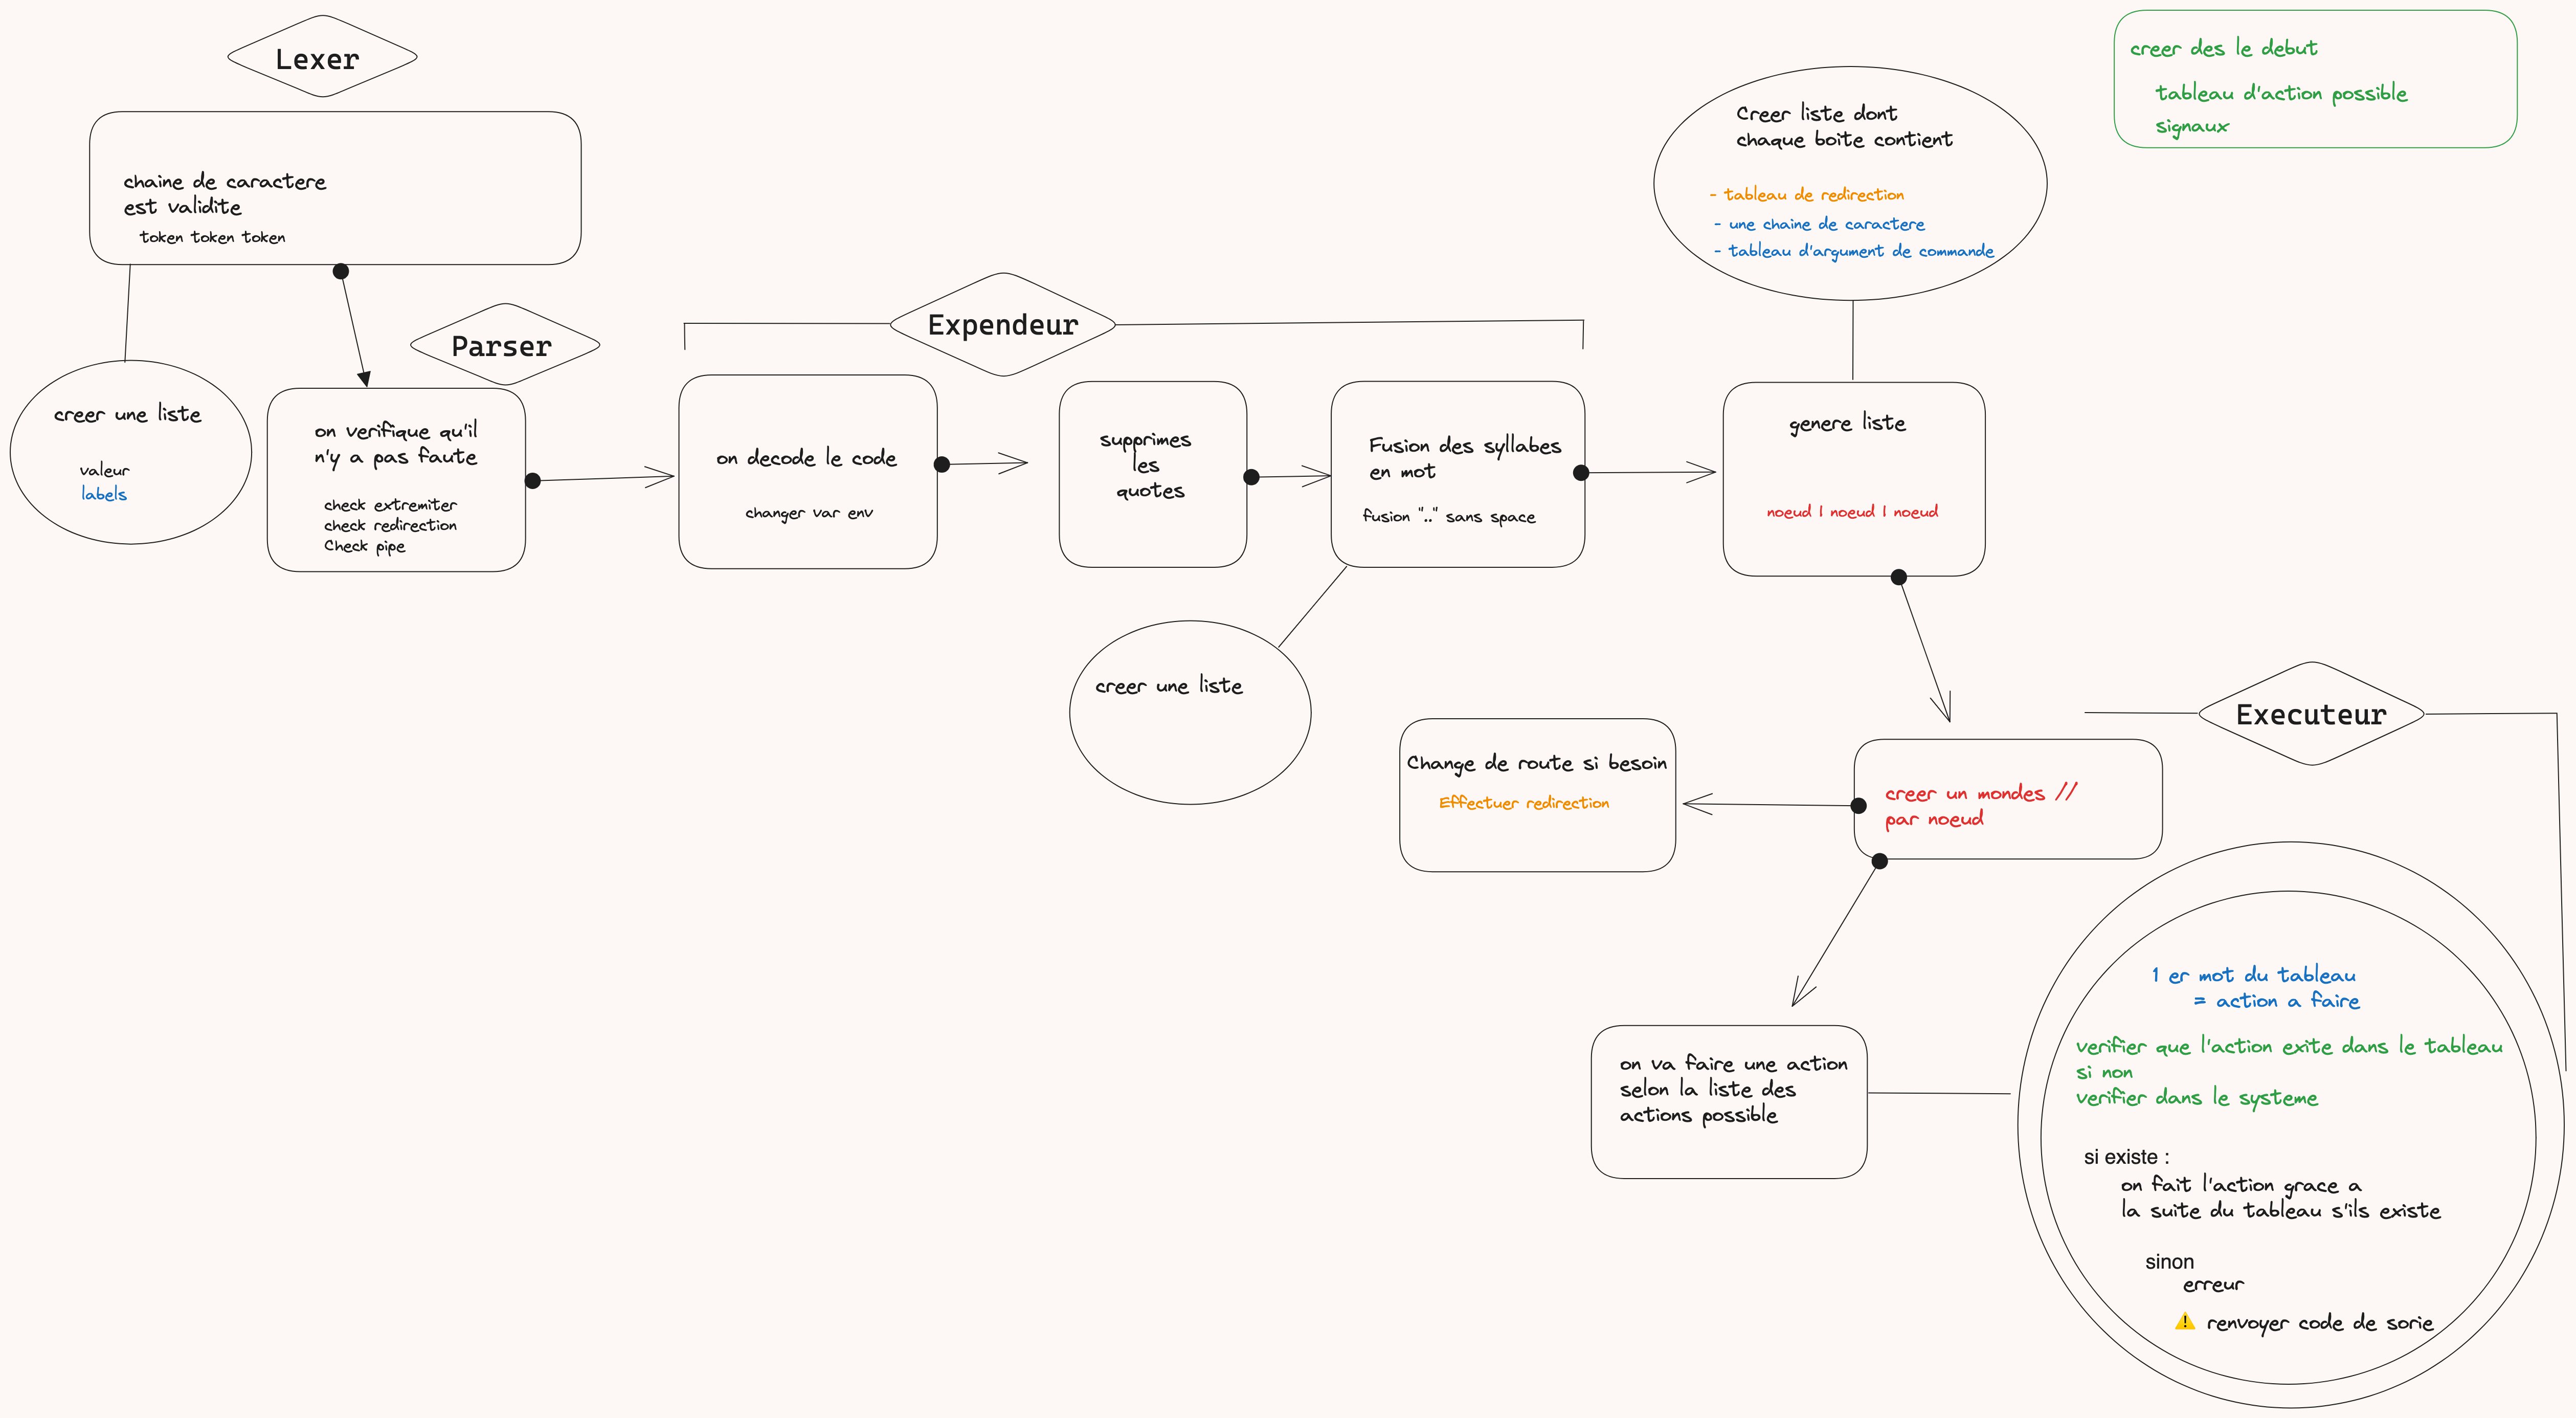 Lexer
chaine de caractere
est validite
token token token
creer une liste
valeur
labels
Parser
on verifique qu'il
n'y a pas faute
check extremiter
check redirection
Check pipe
Expendeur
on decode le code
changer var env
supprimes
les
quotes
Fusion des syllabes
en mot
fusion ".." sans space
creer une liste
Creer liste dont
chaque boite contient
- tableau de redirection
- une chaine de caractere
- tableau d'argument de commande
genere liste
noeud | noeud | noeud
creer des le debut
tableau d'action possible
signaux
Executeur
creer un mondes //
par noeud
Change de route si besoin
Effectuer redirection
on va faire une action
selon la liste des
actions possible
1 er mot du tableau
= action a faire
verifier que l'action exite dans le tableau
si non
verifier dans le systeme
si existe :
on fait l'action grace a
la suite du tableau s'ils existe
sinon
erreur
⚠️ renvoyer code de sorie